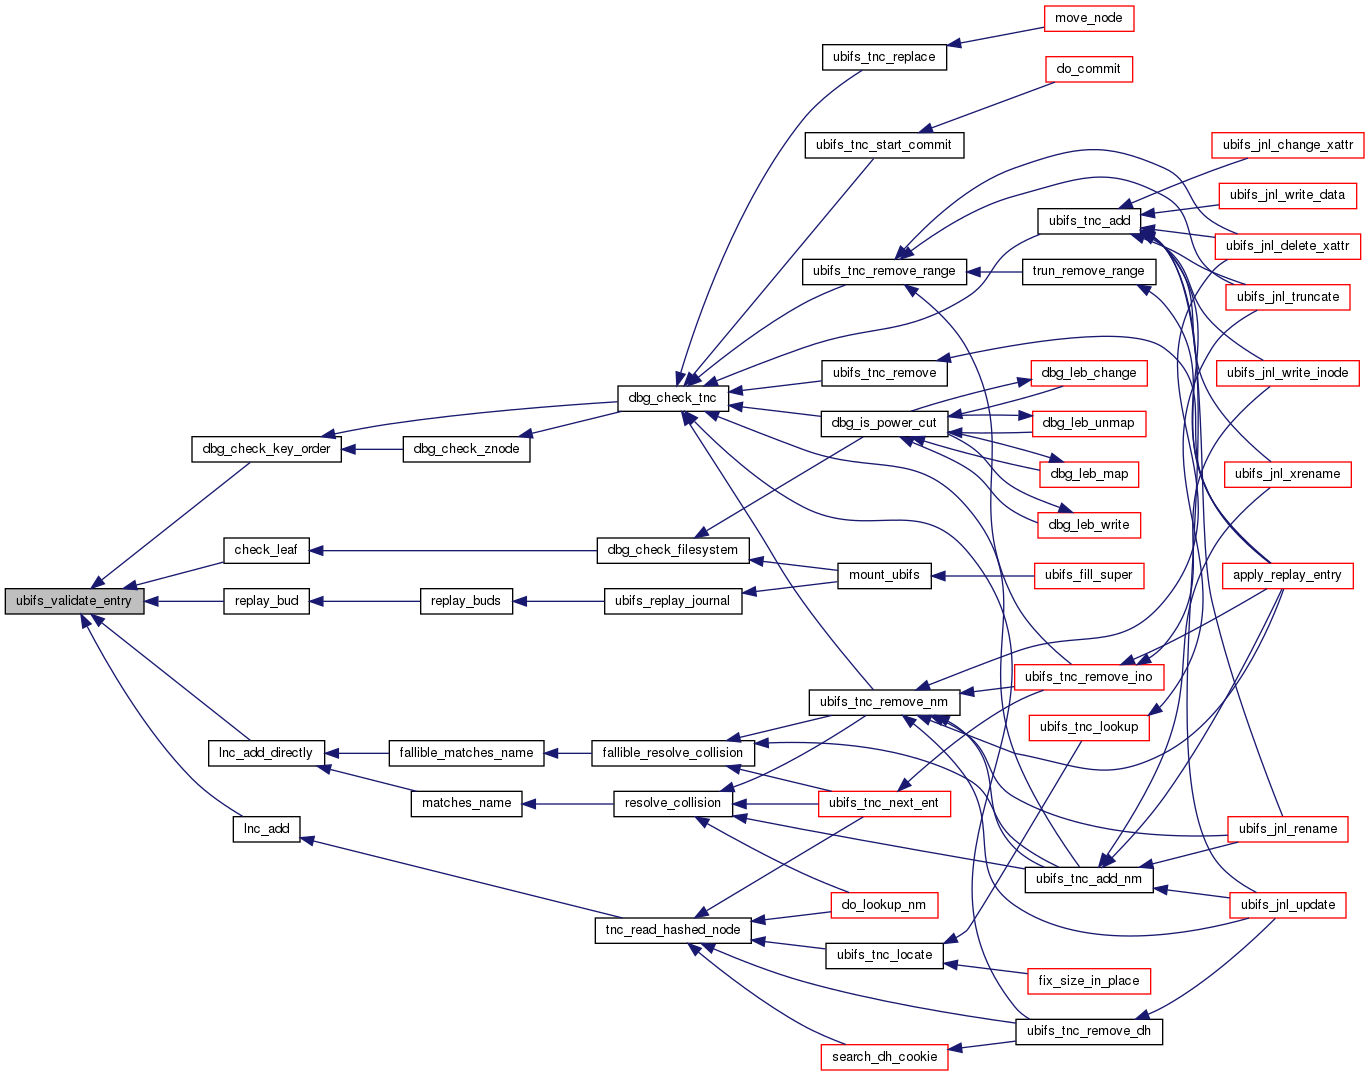 move_node
ubifs_tnc_replace
do_commit
ubifs_tnc_start_commit
ubifs_jnl_change_xattr
ubifs_jnl_write_data
ubifs_tnc_add
ubifs_jnl_delete_xattr
ubifs_tnc_remove_range
trun_remove_range
ubifs_jnl_truncate
ubifs_tnc_remove
dbg_leb_change
ubifs_jnl_write_inode
dbg_check_tnc
dbg_is_power_cut
dbg_leb_unmap
dbg_check_key_order
dbg_check_znode
dbg_leb_map
ubifs_jnl_xrename
dbg_leb_write
check_leaf
dbg_check_filesystem
mount_ubifs
ubifs_fill_super
apply_replay_entry
ubifs_validate_entry
replay_bud
replay_buds
ubifs_replay_journal
ubifs_tnc_remove_ino
ubifs_tnc_remove_nm
ubifs_tnc_lookup
lnc_add_directly
fallible_matches_name
fallible_resolve_collision
matches_name
resolve_collision
ubifs_tnc_next_ent
lnc_add
ubifs_jnl_rename
ubifs_tnc_add_nm
do_lookup_nm
ubifs_jnl_update
tnc_read_hashed_node
ubifs_tnc_locate
fix_size_in_place
ubifs_tnc_remove_dh
search_dh_cookie